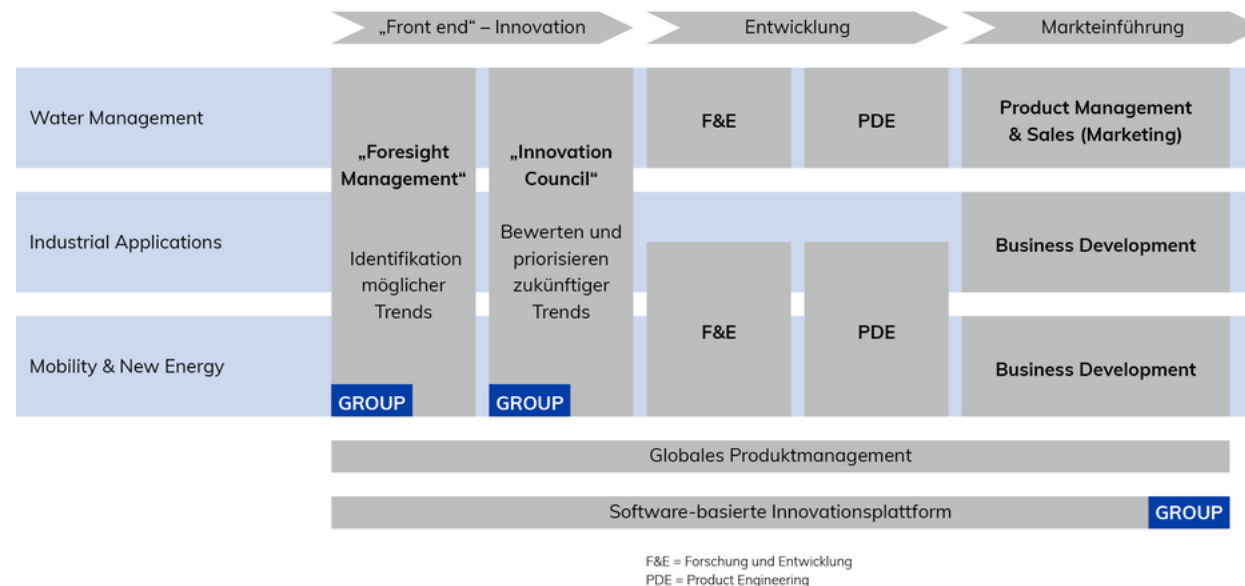 „Front end“ – Innovation
Entwicklung
Markteinführung
Water Management
„Foresight
Management“
Identifikation
möglicher
Trends
GROUP
„Innovation
Council“
Bewerten und
priorisieren
zukünftiger
Trends
GROUP
F&E
PDE
Product Management
& Sales (Marketing)
Industrial Applications
Business Development
Mobility & New Energy
F&E
PDE
Business Development
Globales Produktmanagement
Software-basierte Innovationsplattform
GROUP
F&E = Forschung und Entwicklung
PDE = Product Engineering